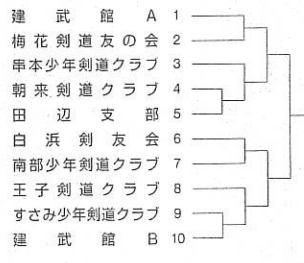 建武館A 1
梅花剣道友の会 2
串本少年剣道クラブ 3
朝来剣道クラブ 4
田辺支部 5
白浜剣友会 6
南部少年剣道クラブ 7
王子剣道クラブ 8
すさみ少年剣道クラブ 9
建武館B 10